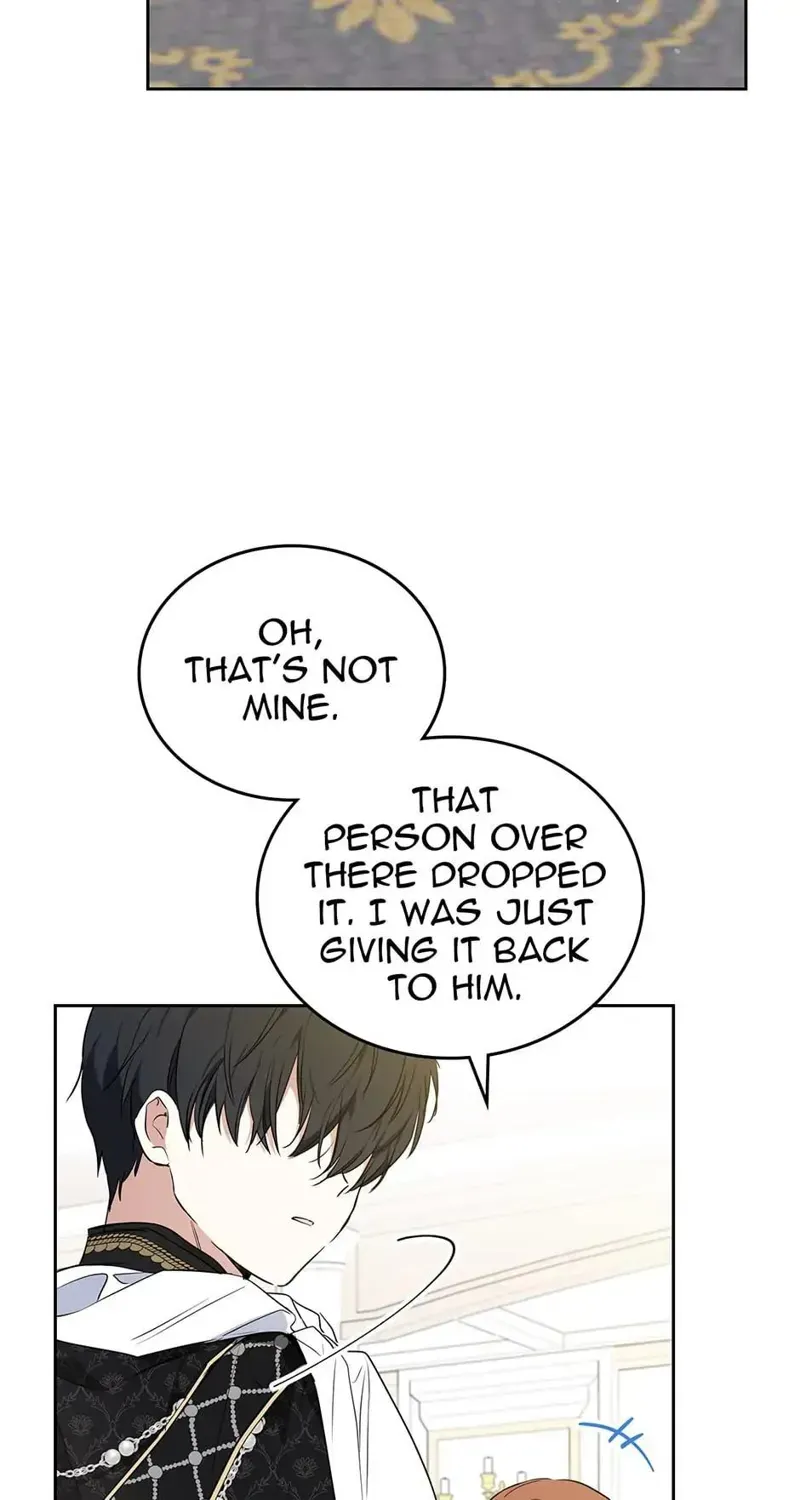 OH,
THAT'S NOT
MINE.
THAT
PERSON OVER
THERE DROPPED
IT. I WAS JUST
GIVING IT BACK
TO HIM.